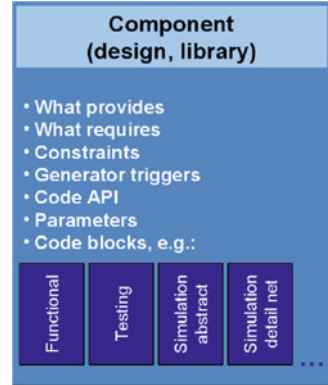 Component
(design, library)
• What provides
• What requires
• Constraints
• Generator triggers
• Code API
• Parameters
• Code blocks, e.g.:
Functional
Testing
Simulation
abstract
Simulation
detail net
...